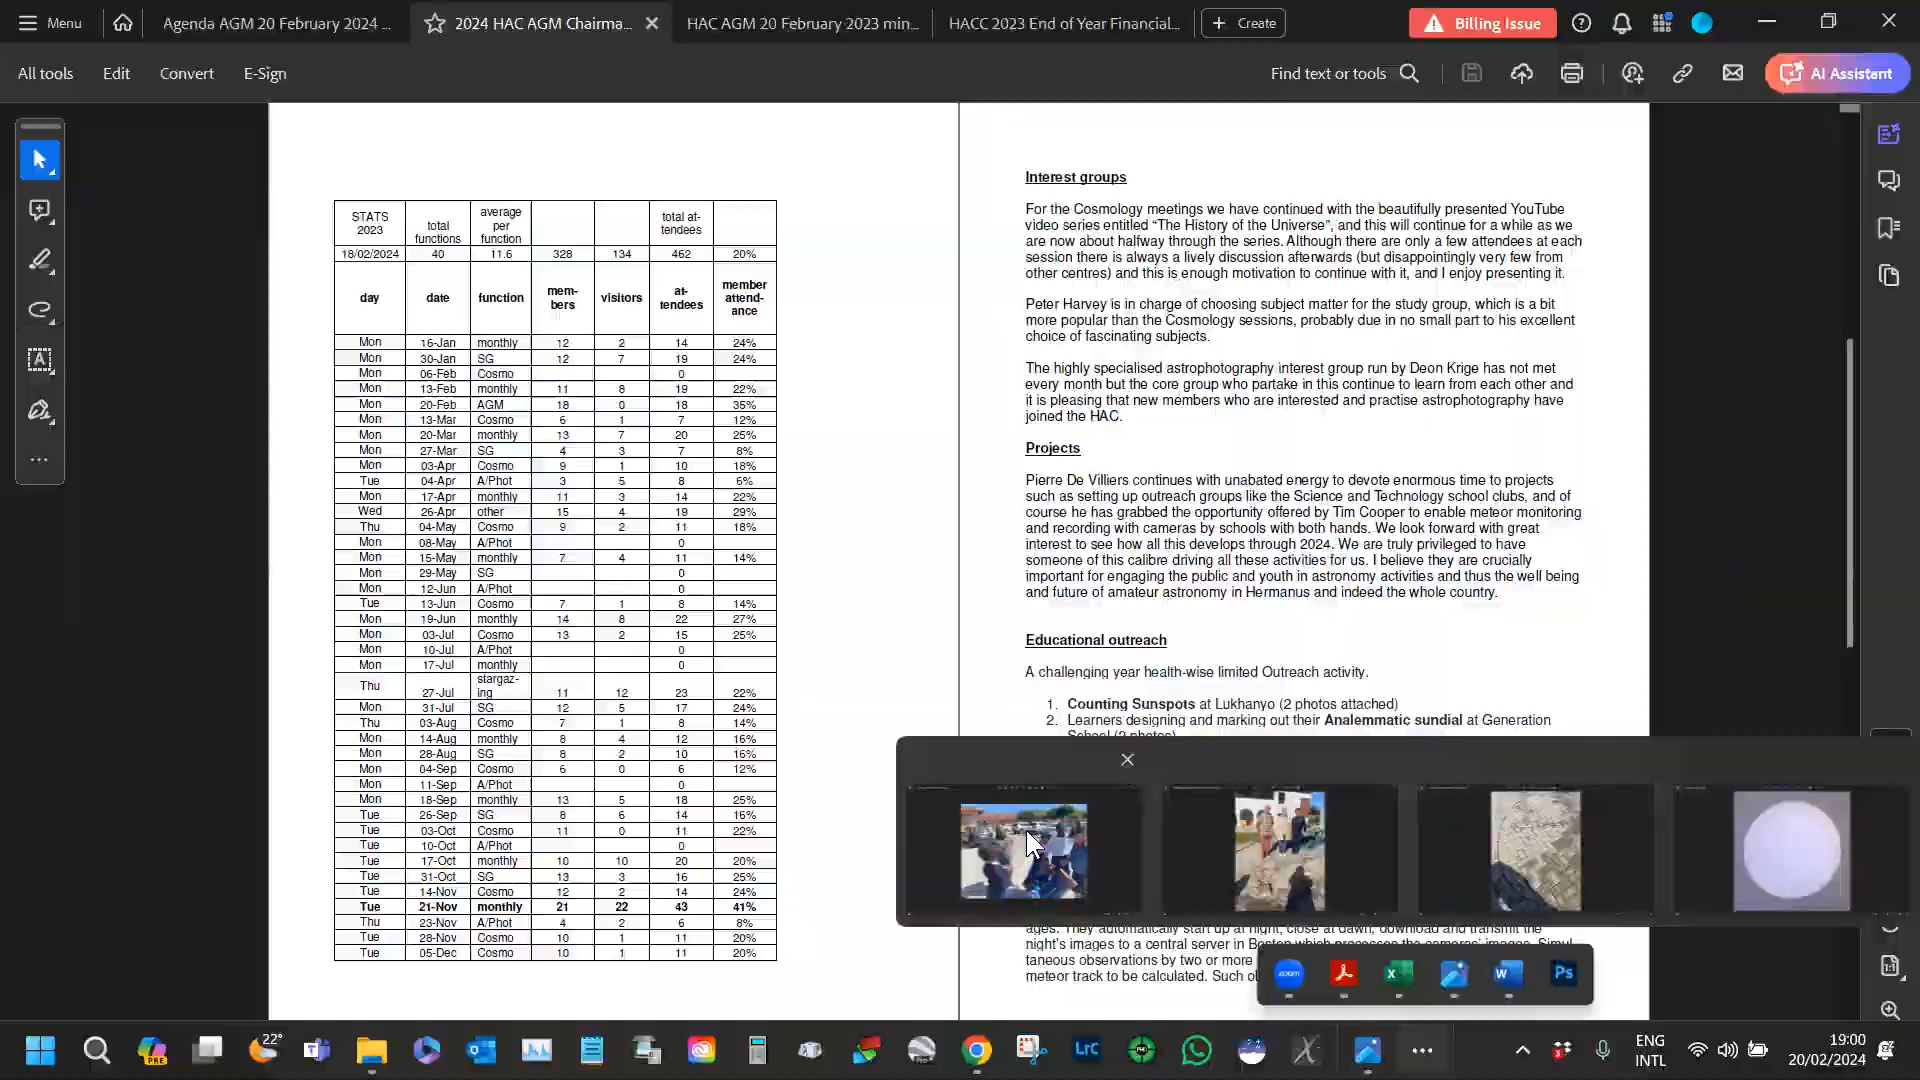 Menu
Agenda AGM 20 February 2024 ...
2024 HAC AGM Chairma...
HAC AGM 20 February 2023 min...
HACC 2023 End of Year Financial...
Create
Billing Issue
All tools
Edit
Convert
E-Sign
Find text or tools
AI Assistant
STATS 2023 total functions average per function total at-tendees
18/02/2024 40 11.6 328 134 462 20%
day date function mem-bers visitors at-tendees member attend-ance
Mon 16-Jan monthly 12 2 14 24%
Mon 30-Jan SG 12 7 19 24%
Mon 06-Feb Cosmo 0
Mon 13-Feb monthly 11 8 19 22%
Mon 20-Feb AGM 18 0 18 35%
Mon 13-Mar Cosmo 6 1 7 12%
Mon 20-Mar monthly 13 7 20 25%
Mon 27-Mar SG 4 3 7 8%
Mon 03-Apr Cosmo 9 1 10 18%
Tue 04-Apr A/Phot 3 5 8 6%
Mon 17-Apr monthly 11 3 14 22%
Wed 26-Apr other 15 4 19 29%
Thu 04-May Cosmo 9 2 11 18%
Mon 08-May A/Phot 0
Mon 15-May monthly 7 4 11 14%
Mon 29-May SG 0
Mon 12-Jun A/Phot 0
Tue 13-Jun Cosmo 7 1 8 14%
Mon 19-Jun monthly 14 8 22 27%
Mon 03-Jul Cosmo 13 2 15 25%
Mon 10-Jul A/Phot 0
Mon 17-Jul monthly 0
Thu 27-Jul stargaz-ing 11 12 23 22%
Mon 31-Jul SG 12 5 17 24%
Thu 03-Aug Cosmo 7 1 8 14%
Mon 14-Aug monthly 8 4 12 16%
Mon 28-Aug SG 8 2 10 16%
Mon 04-Sep Cosmo 6 0 6 12%
Mon 11-Sep A/Phot 0
Mon 18-Sep monthly 13 5 18 25%
Tue 26-Sep SG 8 6 14 16%
Tue 03-Oct Cosmo 11 0 11 22%
Tue 10-Oct A/Phot 0
Tue 17-Oct monthly 10 10 20 20%
Tue 31-Oct SG 13 3 16 25%
Tue 14-Nov Cosmo 12 2 14 24%
Tue 21-Nov monthly 21 22 43 41%
Thu 23-Nov A/Phot 4 2 6 8%
Tue 28-Nov Cosmo 10 1 11 20%
Tue 05-Dec Cosmo 10 1 11 20%
Interest groups
For the Cosmology meetings we have continued with the beautifully presented YouTube
video series entitled “The History of the Universe”, and this will continue for a while as we
are now about halfway through the series. Although there are only a few attendees at each
session there is always a lively discussion afterwards (but disappointingly very few from
other centres) and this is enough motivation to continue with it, and I enjoy presenting it.
Peter Harvey is in charge of choosing subject matter for the study group, which is a bit
more popular than the Cosmology sessions, probably due in no small part to his excellent
choice of fascinating subjects.
The highly specialised astrophotography interest group run by Deon Krige has not met
every month but the core group who partake in this continue to learn from each other and
it is pleasing that new members who are interested and practise astrophotography have
joined the HAC.
Projects
Pierre De Villiers continues with unabated energy to devote enormous time to projects
such as setting up outreach groups like the Science and Technology school clubs, and of
course he has grabbed the opportunity offered by Tim Cooper to enable meteor monitoring
and recording with cameras by schools with both hands. We look forward with great
interest to see how all this develops through 2024. We are truly privileged to have
someone of this calibre driving all these activities for us. I believe they are crucially
important for engaging the public and youth in astronomy activities and thus the well being
and future of amateur astronomy in Hermanus and indeed the whole country.
Educational outreach
A challenging year health-wise limited Outreach activity.
1. Counting Sunspots at Lukhanyo (2 photos attached)
2. Learners designing and marking out their Analemmatic sundial at Generation
School (2 photos)
ages. They automatically start up at night, close at dawn, download and transmit the
night's images to a central server in Boston which processes the cameras' images. Simul-
taneous observations by two or more
meteor track to be calculated. Such
zoom
X
W
Ps
22°
PRE
LrC
ENG
INTL
19:00
20/02/2024